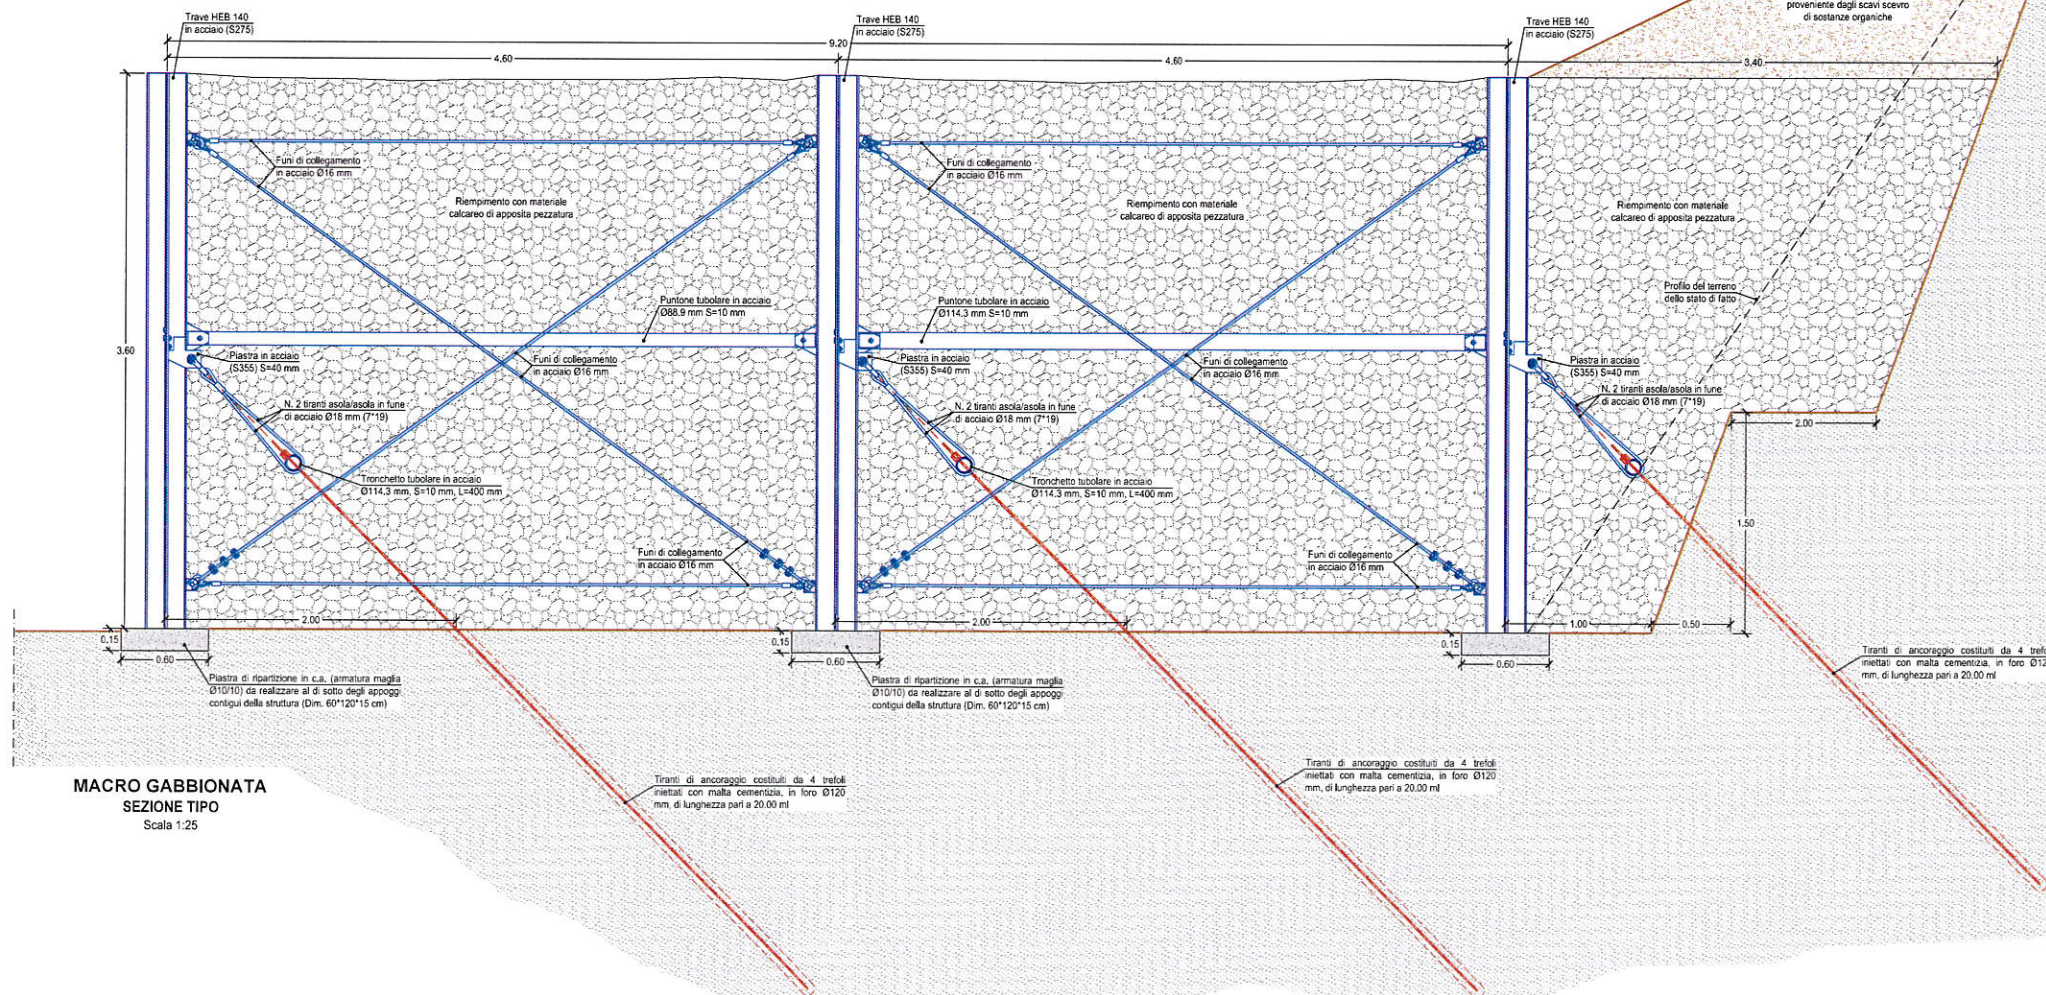 proveniente dagli scavi scevro
di sostanze organiche
Trave HEB 140
in acciaio (S275)
Trave HEB 140
in acciaio (S275)
Trave HEB 140
in acciaio (S275)
9.20
4.60
4.60
3.40
Funi di collegamento
in acciaio Ø16 mm
Riempimento con materiale
calcareo di apposita pezzatura
Funi di collegamento
in acciaio Ø16 mm
Riempimento con materiale
calcareo di apposita pezzatura
Riempimento con materiale
calcareo di apposita pezzatura
Profilo del terreno
dello stato di fatto
Puntone tubolare in acciaio
Ø88.9 mm S=10 mm
Puntone tubolare in acciaio
Ø114.3 mm S=10 mm
3.60
Piastra in acciaio
(S355) S=40 mm
Funi di collegamento
in acciaio Ø16 mm
Piastra in acciaio
(S355) S=40 mm
Funi di collegamento
in acciaio Ø16 mm
Piastra in acciaio
(S355) S=40 mm
N. 2 tiranti asola/asola in fune
di acciaio Ø18 mm (7*19)
N. 2 tiranti asola/asola in fune
di acciaio Ø18 mm (7*19)
N. 2 tiranti asola/asola in fune
di acciaio Ø18 mm (7*19)
2.00
Tronchetto tubolare in acciaio
Ø114.3 mm, S=10 mm, L=400 mm
Tronchetto tubolare in acciaio
Ø114.3 mm, S=10 mm, L=400 mm
1.50
Funi di collegamento
in acciaio Ø16 mm
Funi di collegamento
in acciaio Ø16 mm
2.00
2.00
1.00
0.50
0.15
0.15
0.15
0.60
0.60
0.60
Piastra di ripartizione in c.a. (armatura maglia
Ø10/10) da realizzare al di sotto degli appoggi
contigui della struttura (Dim. 60*120*15 cm)
Piastra di ripartizione in c.a. (armatura maglia
Ø10/10) da realizzare al di sotto degli appoggi
contigui della struttura (Dim. 60*120*15 cm)
Tiranti di ancoraggio costituiti da 4 trefo
iniettati con malta cementizia, in foro Ø12
mm, di lunghezza pari a 20.00 ml
Tiranti di ancoraggio costituiti da 4 trefoli
iniettati con malta cementizia, in foro Ø120
mm, di lunghezza pari a 20.00 ml
Tiranti di ancoraggio costituiti da 4 trefoli
iniettati con malta cementizia, in foro Ø120
mm, di lunghezza pari a 20.00 ml
MACRO GABBIONATA
SEZIONE TIPO
Scala 1:25